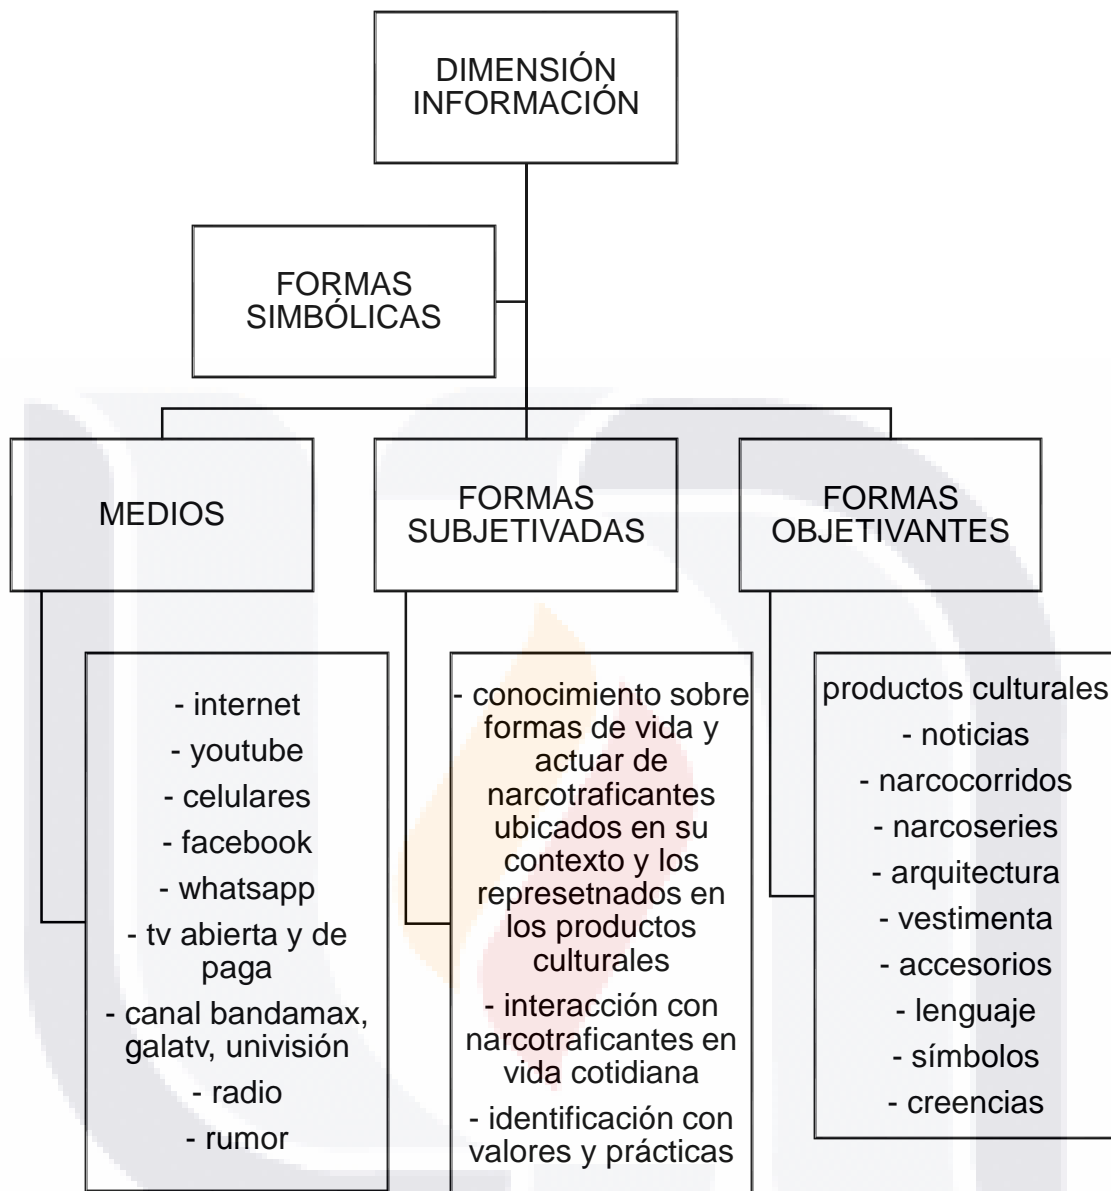 DIMENSIÓN
INFORMACIÓN
FORMAS
SIMBÓLICAS
MEDIOS
FORMAS
SUBJETIVADAS
FORMAS
OBJETIVANTES
- internet
- youtube
- celulares
- facebook
- whatsapp
- tv abierta y de
paga
- canal bandamax,
galatv, univisión
- radio
- rumor
- conocimiento sobre
formas de vida y
actuar de
narcotraficantes
ubicados en su
contexto y los
represetnados en
los productos
culturales
- interacción con
narcotraficantes en
vida cotidiana
- identificación con
valores y prácticas
productos culturales
- noticias
- narcocorridos
- narcoseries
- arquitectura
- vestimenta
- accesorios
- lenguaje
- símbolos
- creencias